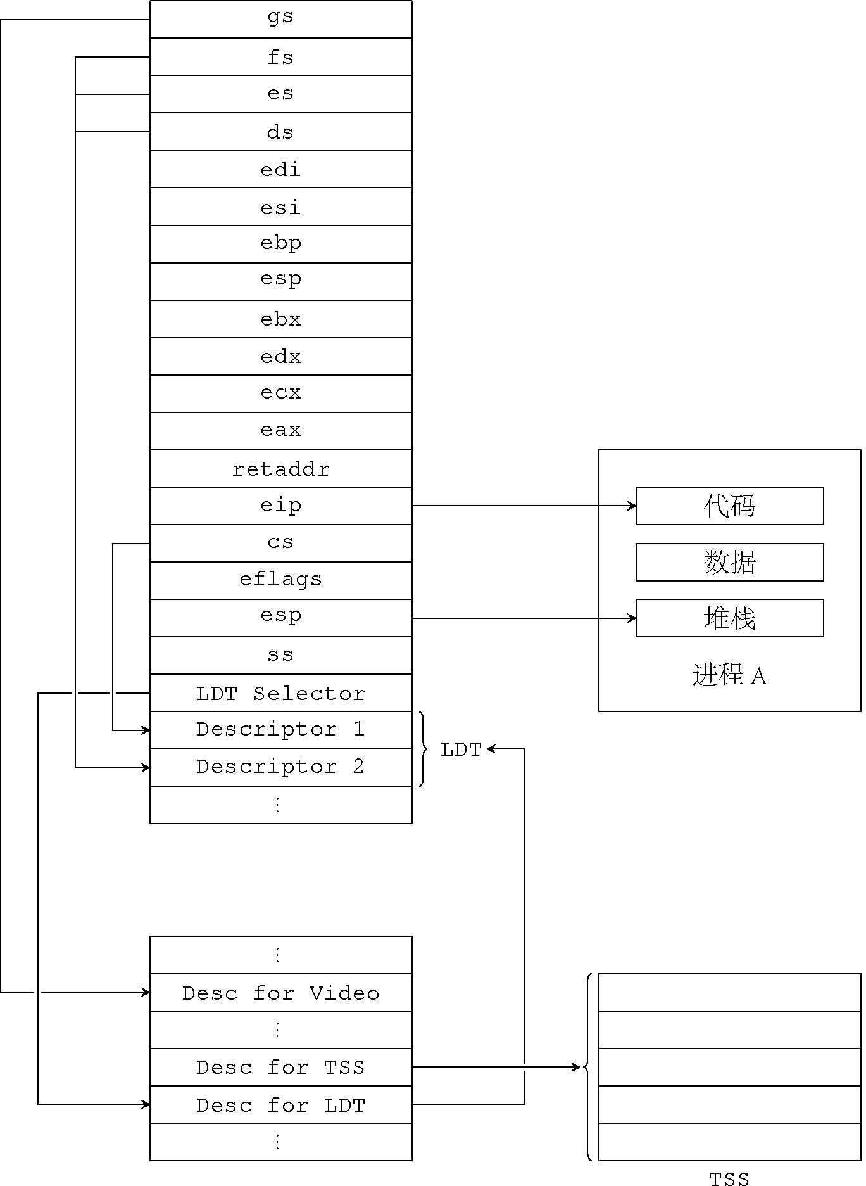 gs
fs
es
ds
edi
esi
ebp
esp
ebx
edx
ecx
eax
retaddr
eip
cs
eflags
esp
ss
LDT Selector
Descriptor 1
Descriptor 2
⋮
LDT
代码
数据
堆栈
进程 A
⋮
Desc for Video
⋮
Desc for TSS
Desc for LDT
⋮
TSS